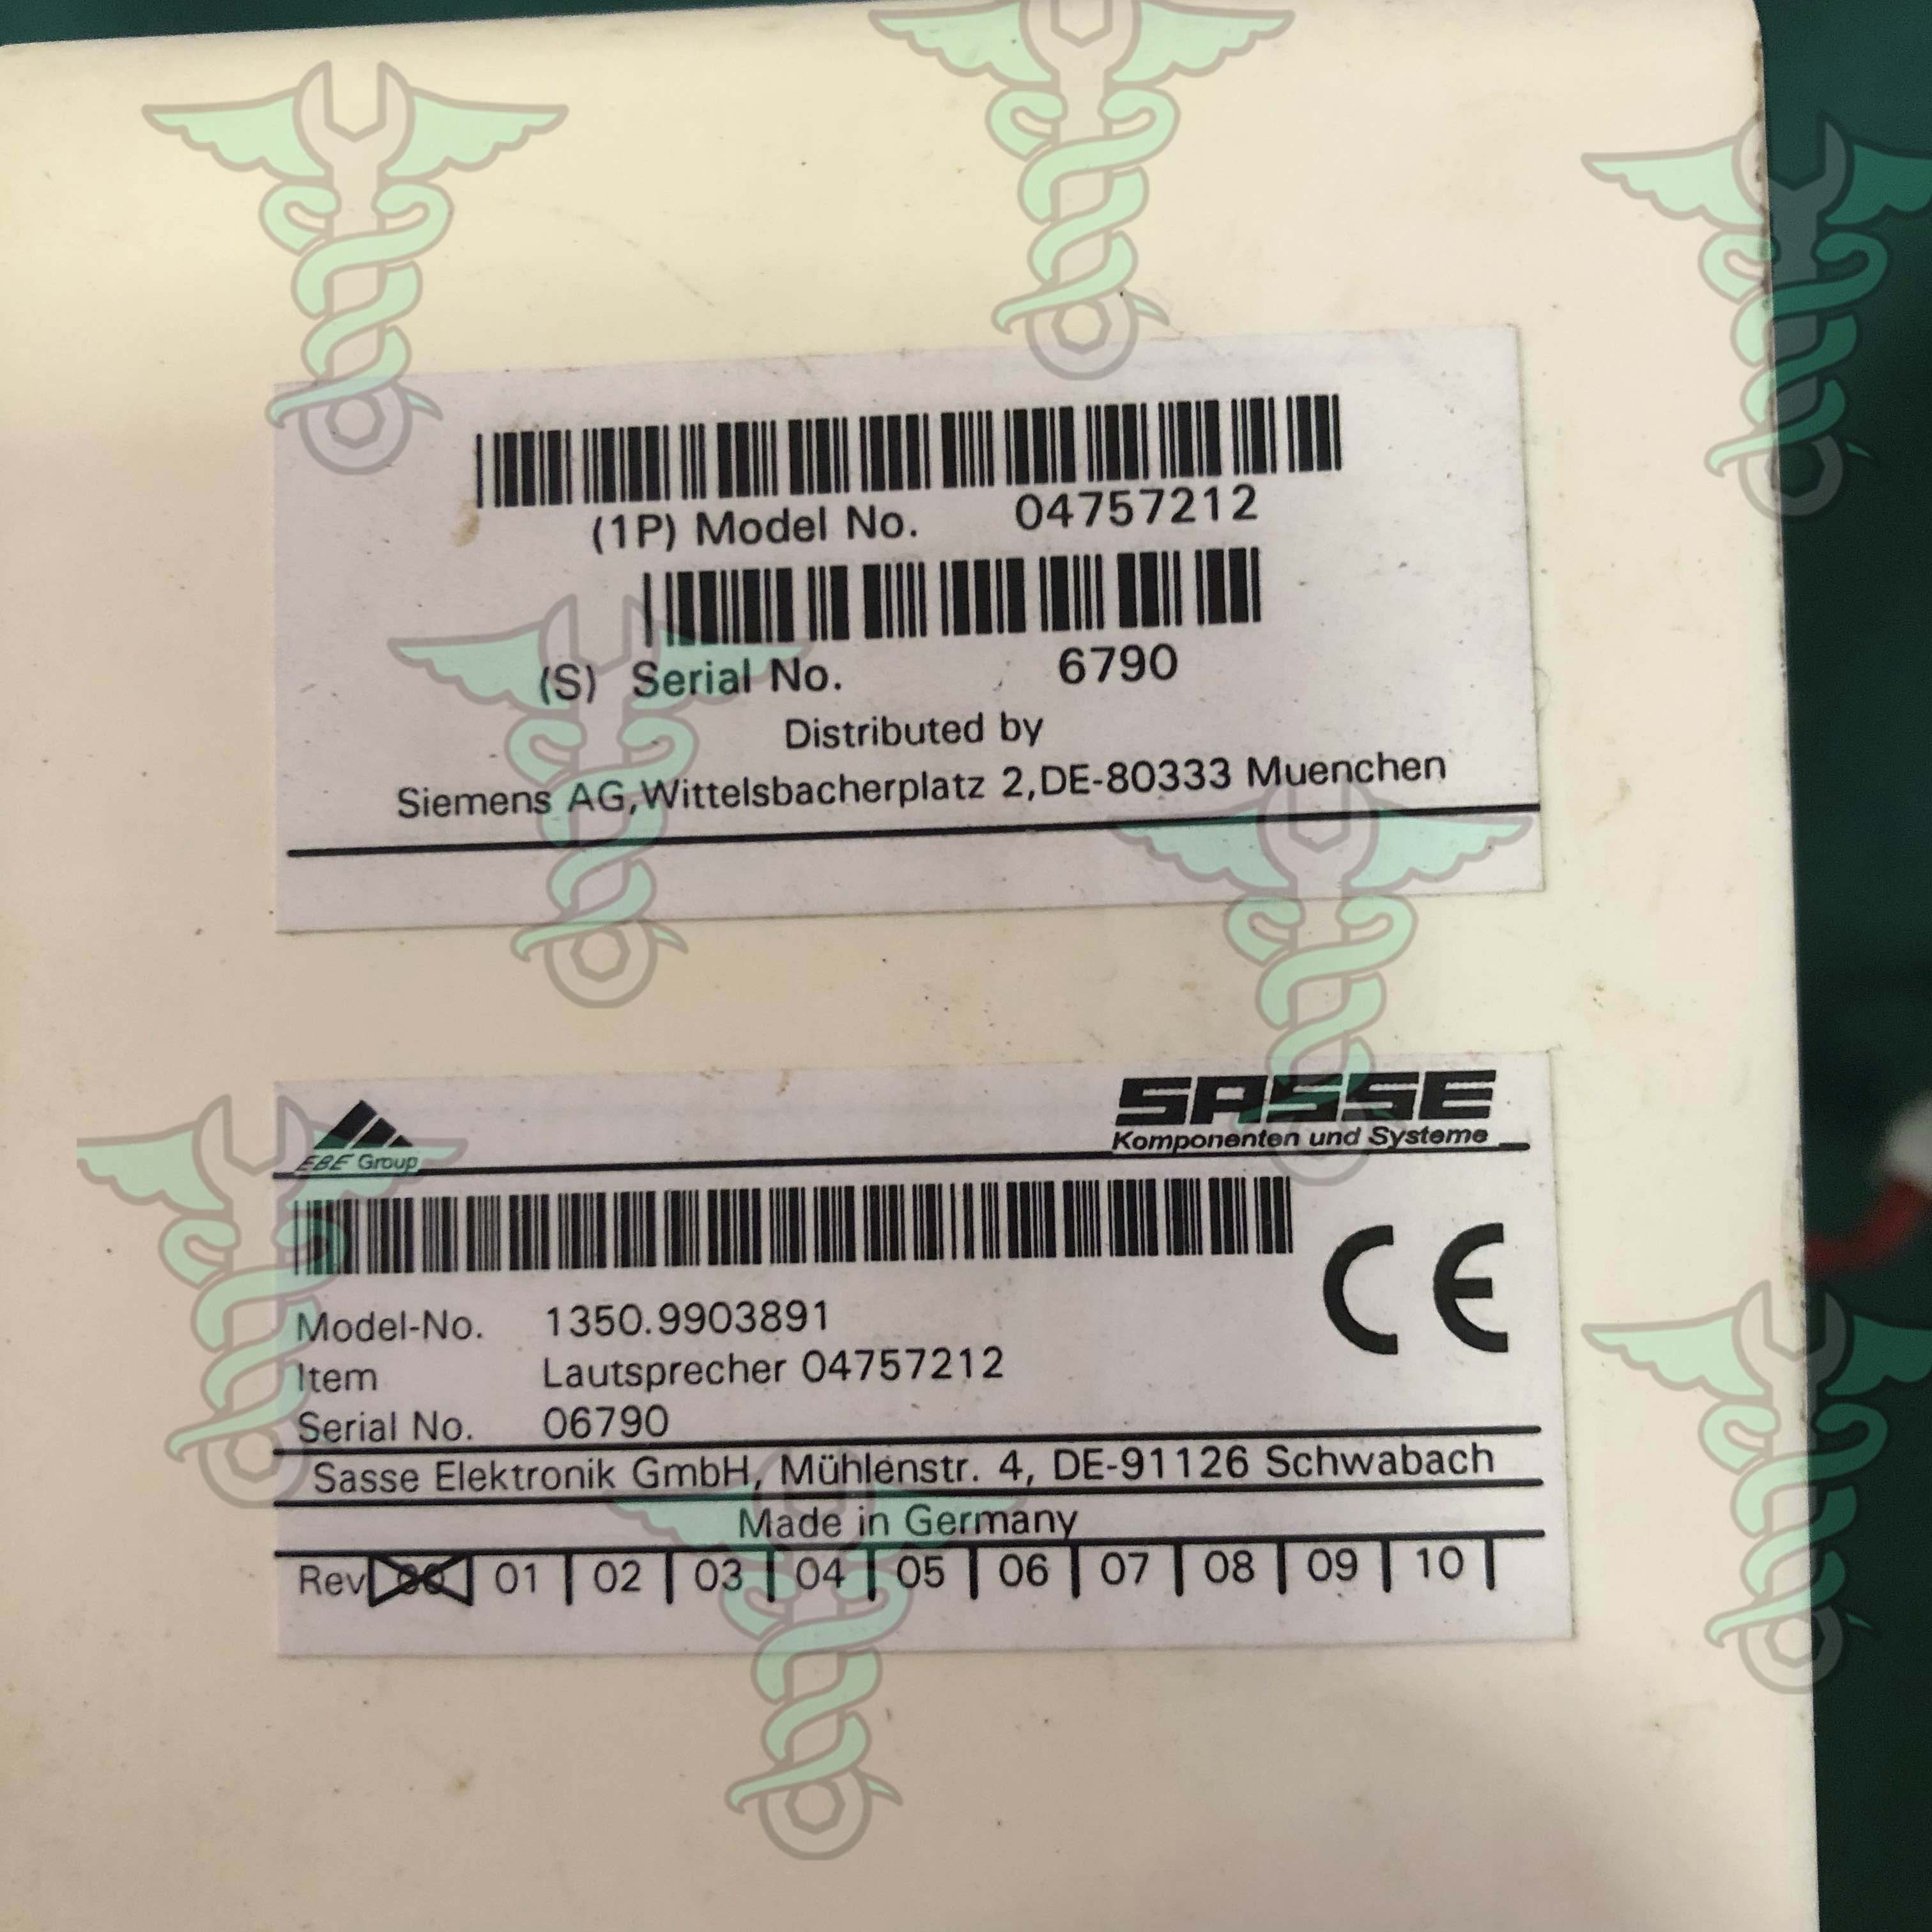 (1P) Model No. 04757212
(S) Serial No. 6790
Distributed by
Siemens AG,Wittelsbacherplatz 2,DE-80333 Muenchen
EBE Group
SASSE
Komponenten und Systeme
Model-No. 1350.9903891
Item Lautsprecher 04757212
Serial No. 06790
Sasse Elektronik GmbH, Mühlenstr. 4, DE-91126 Schwabach
Made in Germany
Rev 00 01 02 03 04 05 06 07 08 09 10
CE